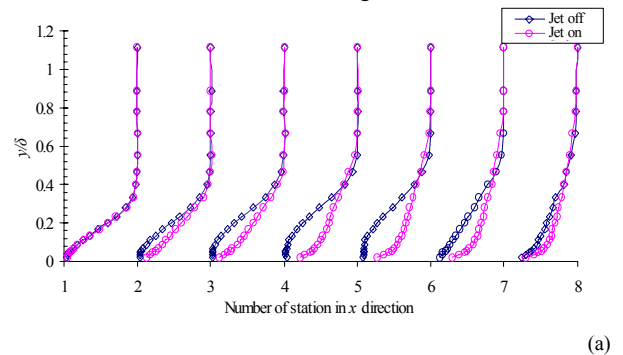 Jet off
Jet on
1.2
1
0.8
0.6
0.4
0.2
0
y/δ
1 2 3 4 5 6 7 8
Number of station in x direction
(a)